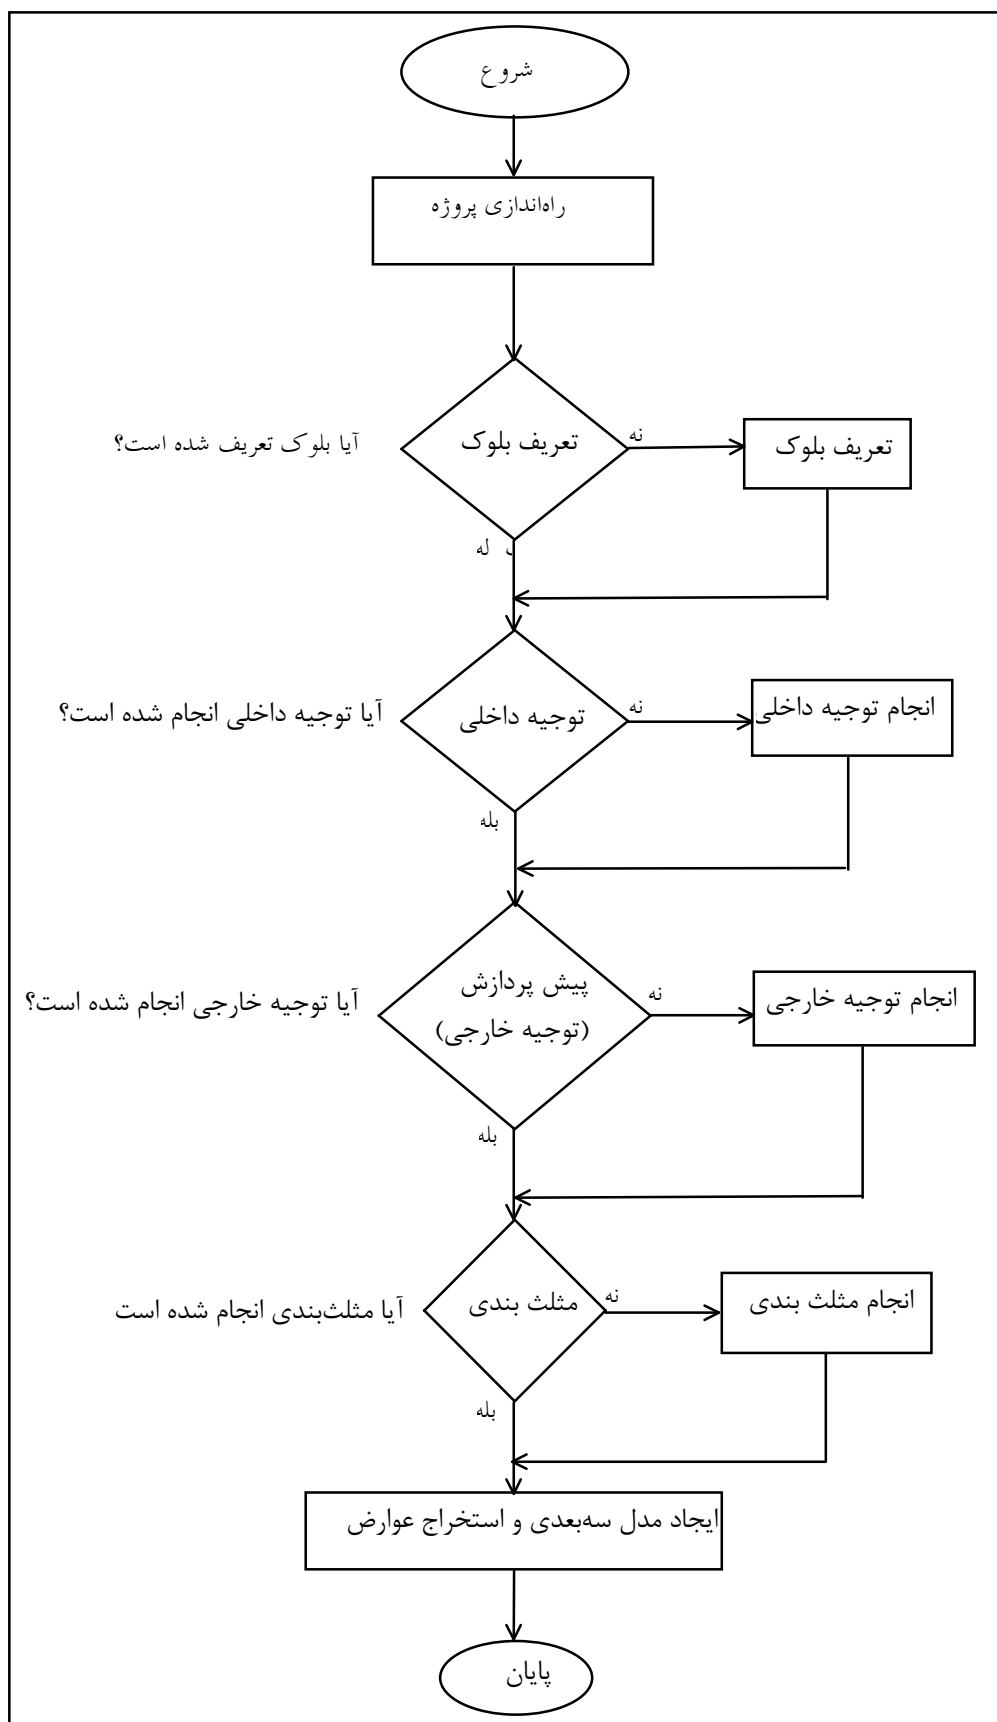 شروع
راه‌اندازی پروژه
آیا بلوک تعریف شده است؟
تعریف بلوک
نه
تعریف بلوک
له
آیا توجیه داخلی انجام شده است؟
توجیه داخلی
نه
انجام توجیه داخلی
بله
آیا توجیه خارجی انجام شده است؟
پیش پردازش
(توجیه خارجی)
نه
انجام توجیه خارجی
بله
آیا مثلث‌بندی انجام شده است
مثلث بندی
نه
انجام مثلث بندی
بله
ایجاد مدل سه‌بعدی و استخراج عوارض
پایان